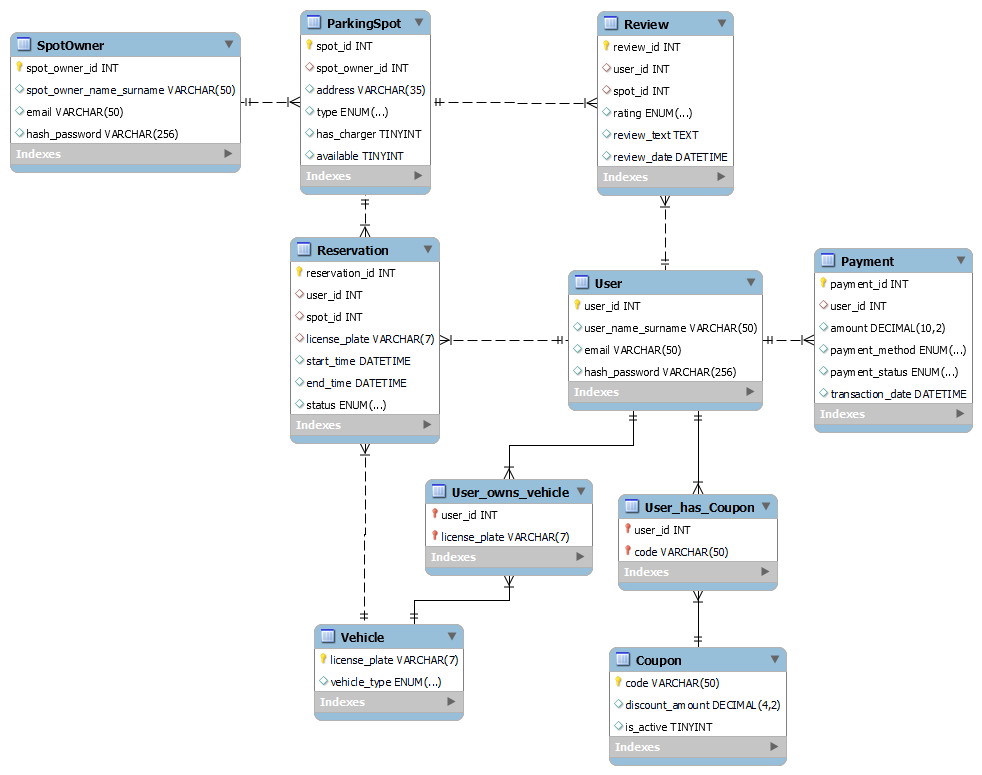 SpotOwner
spot_owner_id INT
spot_owner_name_surname VARCHAR(50)
email VARCHAR(50)
hash_password VARCHAR(256)
Indexes
ParkingSpot
spot_id INT
spot_owner_id INT
address VARCHAR(35)
type ENUM(...)
has_charger TINYINT
available TINYINT
Indexes
Review
review_id INT
user_id INT
spot_id INT
rating ENUM(...)
review_text TEXT
review_date DATETIME
Indexes
Reservation
reservation_id INT
user_id INT
spot_id INT
license_plate VARCHAR(7)
start_time DATETIME
end_time DATETIME
status ENUM(...)
Indexes
User
user_id INT
user_name_surname VARCHAR(50)
email VARCHAR(50)
hash_password VARCHAR(256)
Indexes
Payment
payment_id INT
user_id INT
amount DECIMAL(10,2)
payment_method ENUM(...)
payment_status ENUM(...)
transaction_date DATETIME
Indexes
User_owns_vehicle
user_id INT
license_plate VARCHAR(7)
Indexes
User_has_Coupon
user_id INT
code VARCHAR(50)
Indexes
Vehicle
license_plate VARCHAR(7)
vehicle_type ENUM(...)
Indexes
Coupon
code VARCHAR(50)
discount_amount DECIMAL(4,2)
is_active TINYINT
Indexes